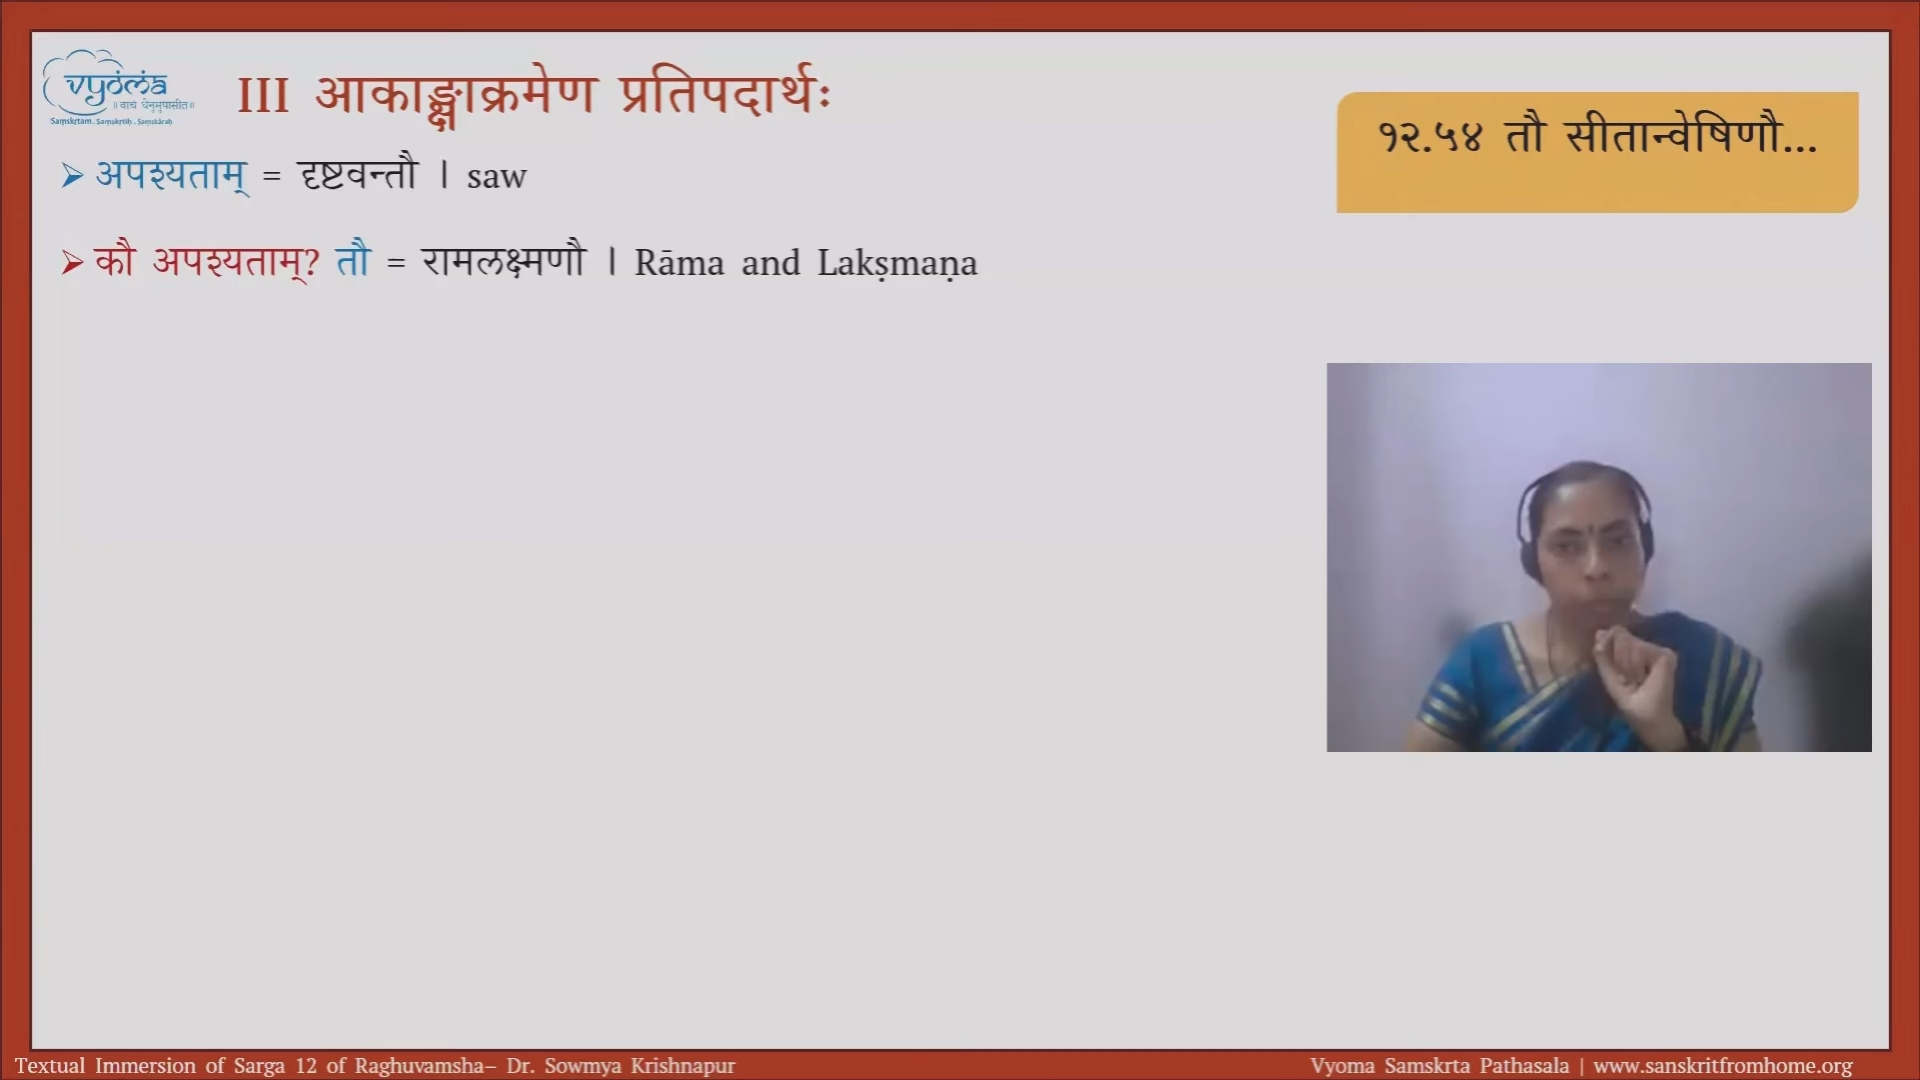 vyoma
॥ वाचं धेनुमुपासीत॥
Saṃskṛtam . Saṃskṛtiḥ . Saṃskāraḥ
III आकाङ्क्षाक्रमेण प्रतिपदार्थः
१२.५४ तौ सीतान्वेषिणौ...
➢ अपश्यताम् = दृष्टवन्तौ । saw
➢ कौ अपश्यताम्? तौ = रामलक्ष्मणौ । Rāma and Lakṣmaṇa
Textual Immersion of Sarga 12 of Raghuvamsha– Dr. Sowmya Krishnapur
Vyoma Samskrta Pathasala | www.sanskritfromhome.org